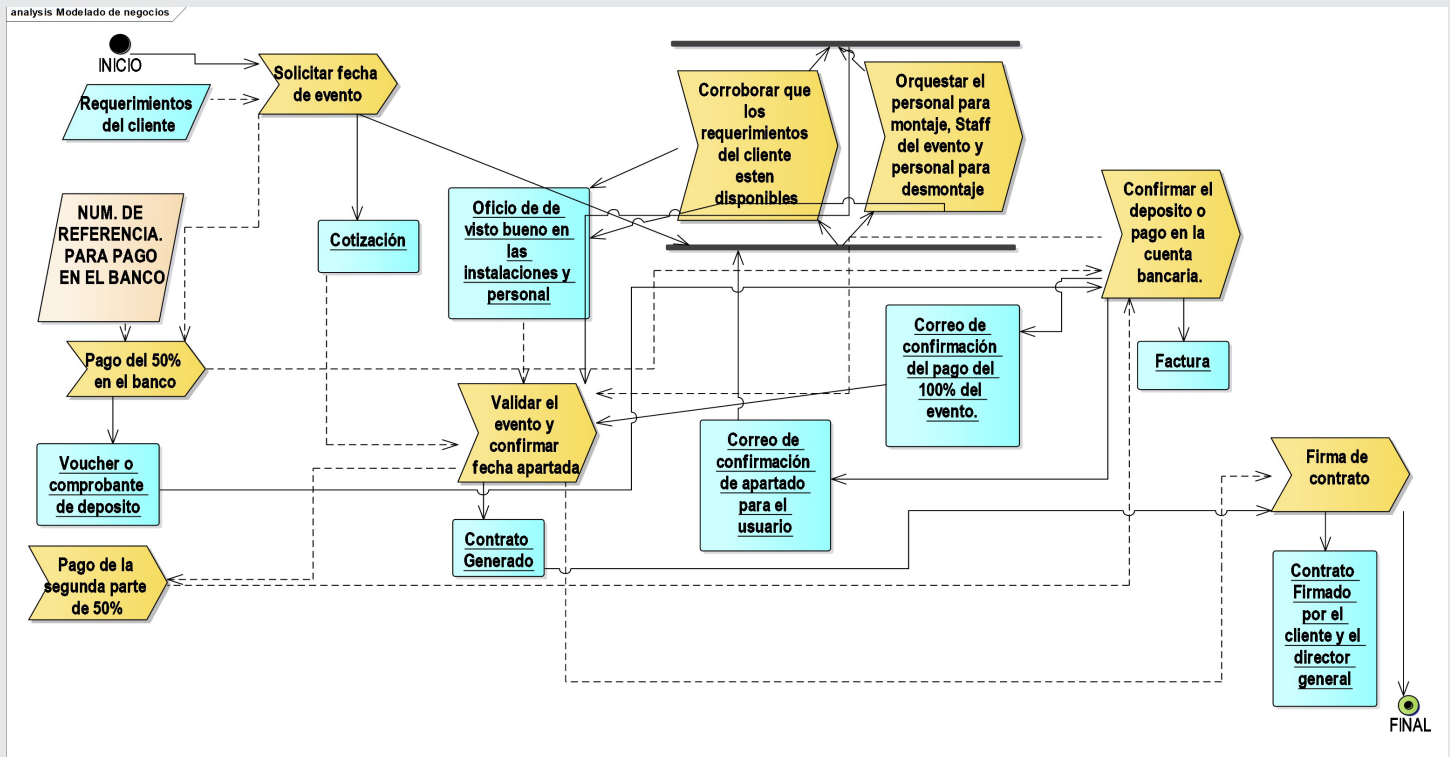 analysis Modelado de negocios
INICIO
Solicitar fecha
de evento
Requerimientos
del cliente
Corroborar que
los
requerimientos
del cliente
esten
disponibles
Orquestar el
personal para
montaje, Staff
del evento y
personal para
desmontaje
Confirmar el
deposito o
pago en la
cuenta
bancaria.
NUM. DE
REFERENCIA.
PARA PAGO
EN EL BANCO
Cotización
Oficio de de
visto bueno en
las
instalaciones y
personal
Correo de
confirmación
del pago del
100% del
evento.
Factura
Pago del 50%
en el banco
Validar el
evento y
confirmar
fecha apartada
Correo de
confirmación
de apartado
para el
usuario
Voucher o
comprobante
de deposito
Firma de
contrato
Contrato
Generado
Pago de la
segunda parte
de 50%
Contrato
Firmado
por el
cliente y el
director
general
FINAL